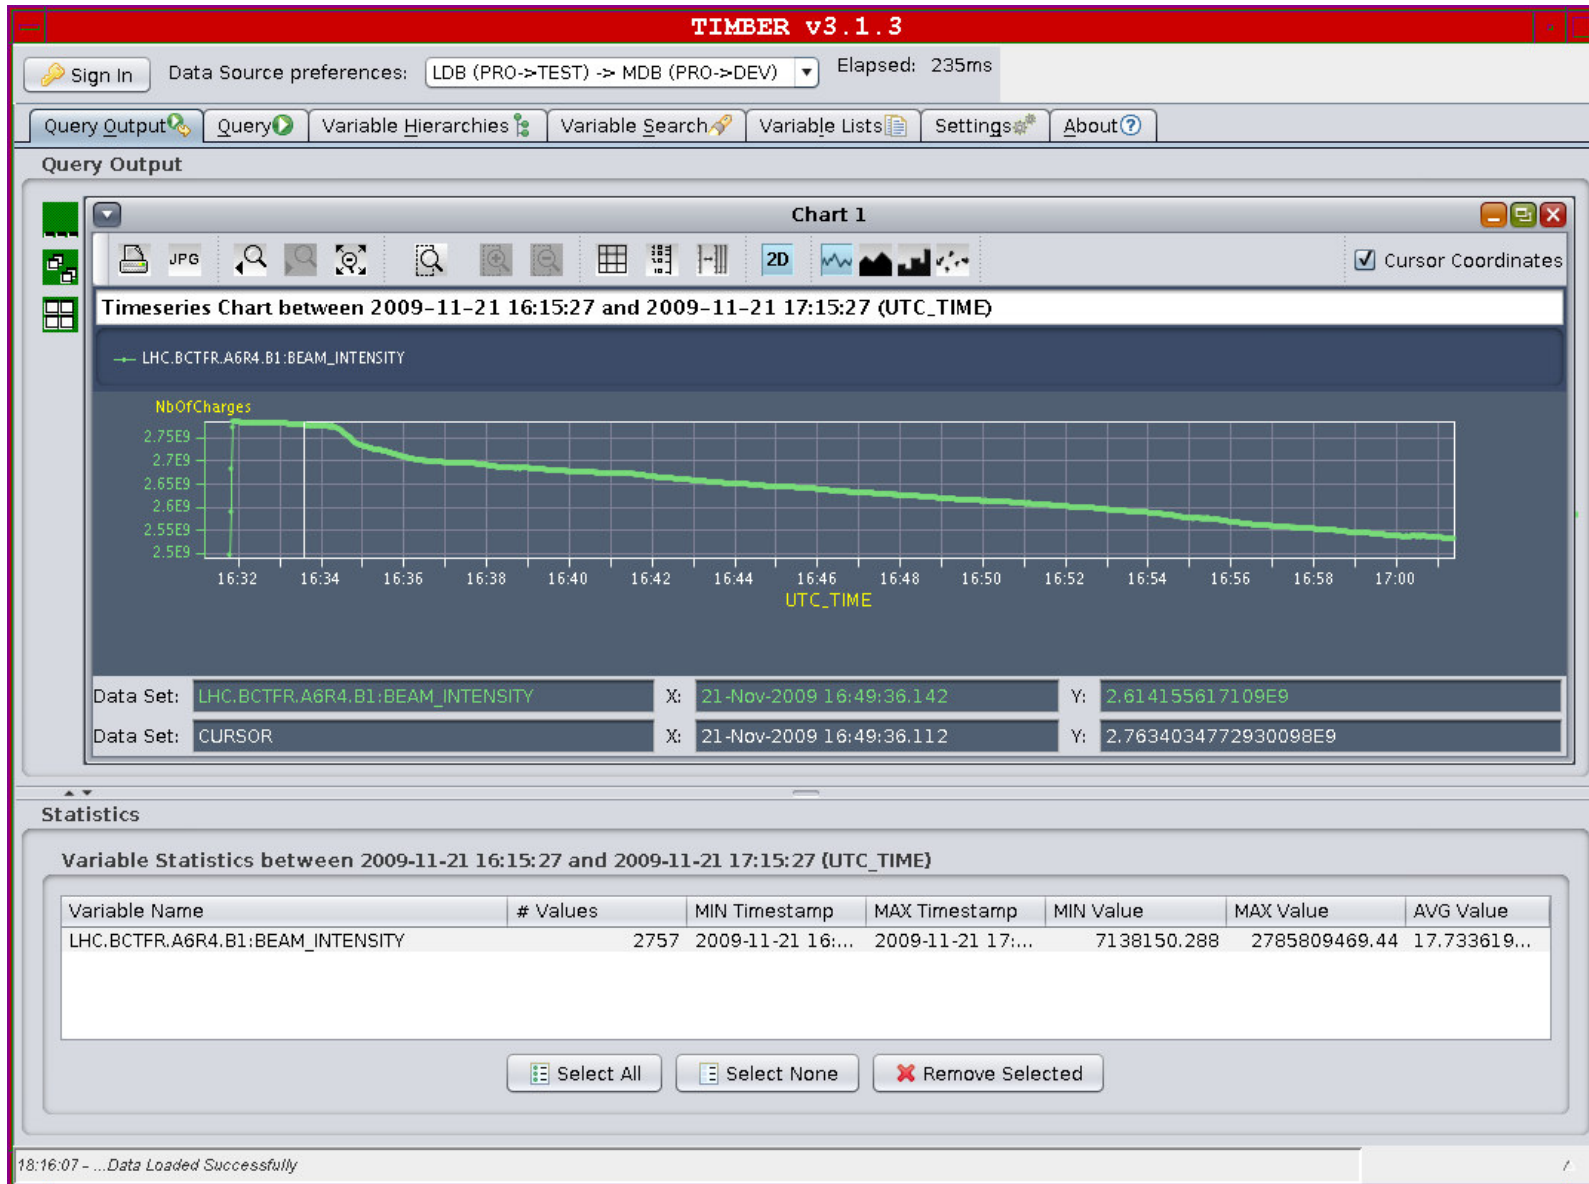 TIMBER v3.1.3
Sign In Data Source preferences: LDB (PRO->TEST) -> MDB (PRO->DEV) Elapsed: 235ms
Query Output Query Variable Hierarchies Variable Search Variable Lists Settings About
Query Output
Chart 1
JPG 2D Cursor Coordinates
Timeseries Chart between 2009-11-21 16:15:27 and 2009-11-21 17:15:27 (UTC_TIME)
LHC.BCTFR.A6R4.B1:BEAM_INTENSITY
NbOfCharges
2.75E9
2.7E9
2.65E9
2.6E9
2.55E9
2.5E9
16:32 16:34 16:36 16:38 16:40 16:42 16:44 16:46 16:48 16:50 16:52 16:54 16:56 16:58 17:00
UTC_TIME
Data Set: LHC.BCTFR.A6R4.B1:BEAM_INTENSITY X: 21-Nov-2009 16:49:36.142 Y: 2.614155617109E9
Data Set: CURSOR X: 21-Nov-2009 16:49:36.112 Y: 2.7634034772930098E9
Statistics
Variable Statistics between 2009-11-21 16:15:27 and 2009-11-21 17:15:27 (UTC_TIME)
Variable Name # Values MIN Timestamp MAX Timestamp MIN Value MAX Value AVG Value
LHC.BCTFR.A6R4.B1:BEAM_INTENSITY 2757 2009-11-21 16:... 2009-11-21 17:... 7138150.288 2785809469.44 17.733619...
Select All Select None Remove Selected
18:16:07 - ...Data Loaded Successfully